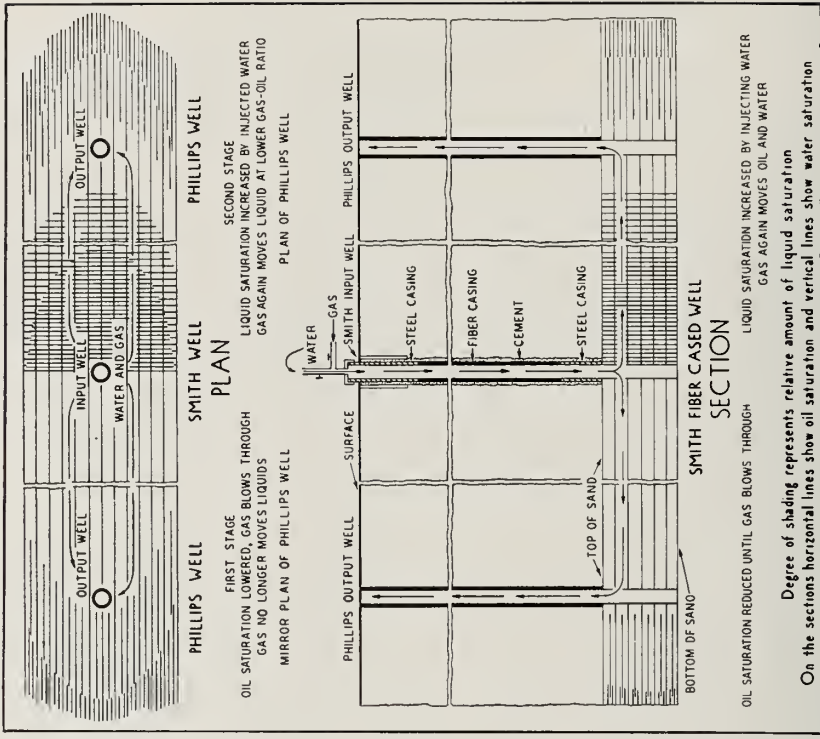 OUTPUT WELL
INPUT WELL
OUTPUT WELL
WATER AND GAS
PHILLIPS WELL
SMITH WELL
PHILLIPS WELL
PLAN
FIRST STAGE
OIL SATURATION LOWERED, GAS BLOWS THROUGH
GAS NO LONGER MOVES LIQUIDS
MIRROR PLAN OF PHILLIPS WELL
SECOND STAGE
LIQUID SATURATION INCREASED BY INJECTED WATER
GAS AGAIN MOVES LIQUID AT LOWER GAS-OIL RATIO
PLAN OF PHILLIPS WELL
WATER
GAS
PHILLIPS OUTPUT WELL
SURFACE
SMITH INPUT WELL
PHILLIPS OUTPUT WELL
STEEL CASING
FIBER CASING
CEMENT
STEEL CASING
TOP OF SAND
BOTTOM DF SANO
SMITH FIBER CASED WELL
SECTION
OIL SATURATION REDUCED UNTIL GAS BLOWS THROUGH
LIQUID SATURATION INCREASED BY INJECTING WATER
GAS AGAIN MOVES OIL AND WATER
Degree of shading represents relative amount of liquid saturation
On the sections horizontal lines show oil saturation and vertical lines show water saturation